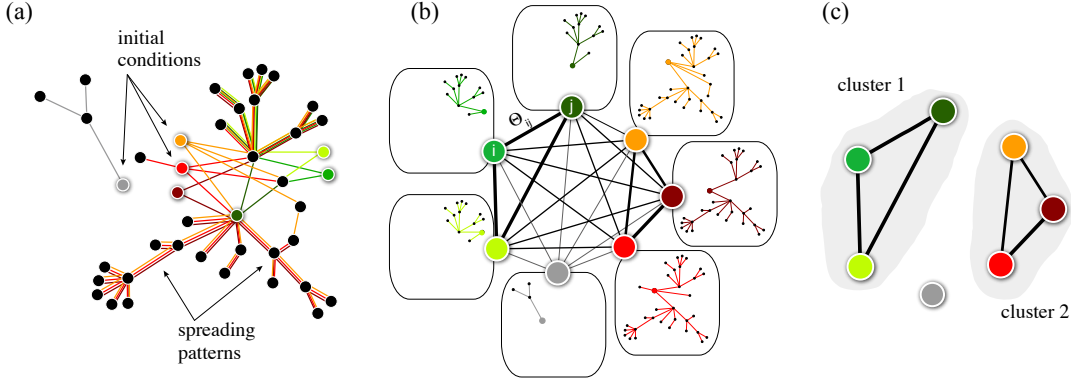 (a)
initial
conditions
spreading
patterns
(b)
j
Θij
i
(c)
cluster 1
cluster 2